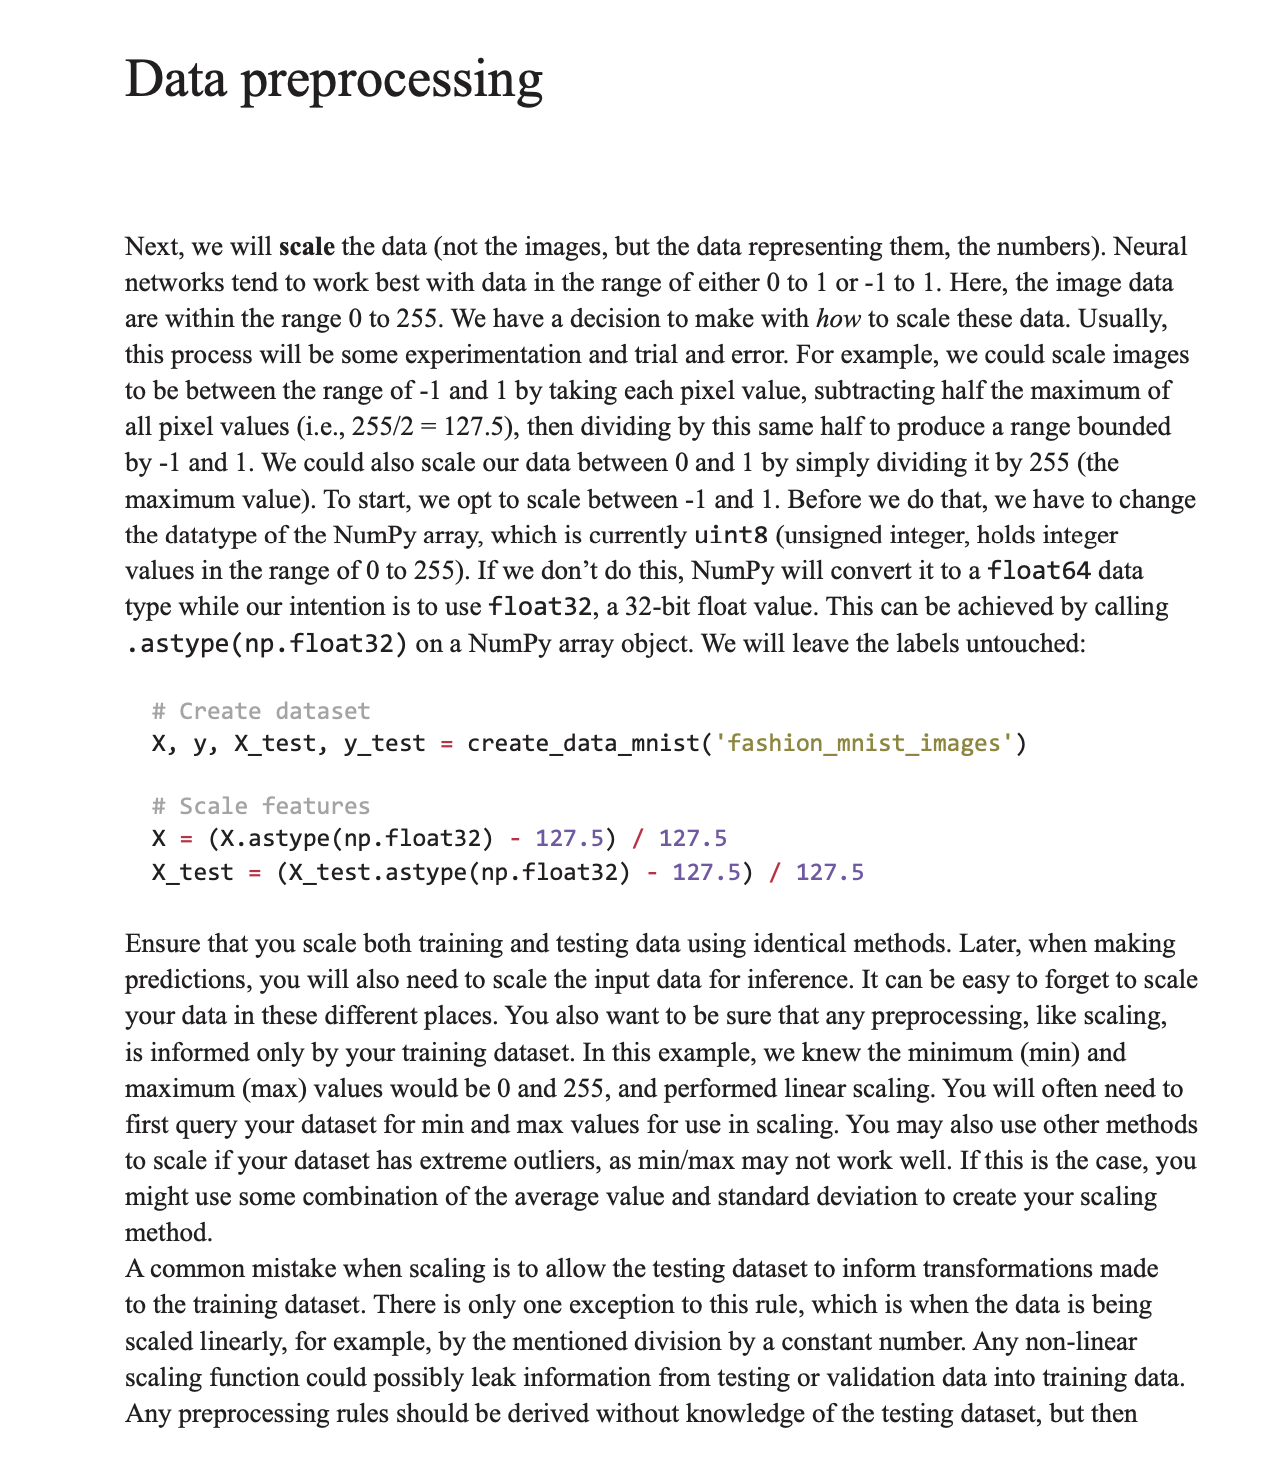 Data preprocessing
Next, we will scale the data (not the images, but the data representing them, the numbers). Neural
networks tend to work best with data in the range of either 0 to 1 or -1 to 1. Here, the image data
are within the range 0 to 255. We have a decision to make with how to scale these data. Usually,
this process will be some experimentation and trial and error. For example, we could scale images
to be between the range of -1 and 1 by taking each pixel value, subtracting half the maximum of
all pixel values (i.e., 255/2 = 127.5), then dividing by this same half to produce a range bounded
by -1 and 1. We could also scale our data between 0 and 1 by simply dividing it by 255 (the
maximum value). To start, we opt to scale between -1 and 1. Before we do that, we have to change
the datatype of the NumPy array, which is currently uint8 (unsigned integer, holds integer
values in the range of 0 to 255). If we don’t do this, NumPy will convert it to a float64 data
type while our intention is to use float32, a 32-bit float value. This can be achieved by calling
.astype(np.float32) on a NumPy array object. We will leave the labels untouched:
# Create dataset
X, y, X_test, y_test = create_data_mnist('fashion_mnist_images')
# Scale features
X = (X.astype(np.float32) - 127.5) / 127.5
X_test = (X_test.astype(np.float32) - 127.5) / 127.5
Ensure that you scale both training and testing data using identical methods. Later, when making
predictions, you will also need to scale the input data for inference. It can be easy to forget to scale
your data in these different places. You also want to be sure that any preprocessing, like scaling,
is informed only by your training dataset. In this example, we knew the minimum (min) and
maximum (max) values would be 0 and 255, and performed linear scaling. You will often need to
first query your dataset for min and max values for use in scaling. You may also use other methods
to scale if your dataset has extreme outliers, as min/max may not work well. If this is the case, you
might use some combination of the average value and standard deviation to create your scaling
method.
A common mistake when scaling is to allow the testing dataset to inform transformations made
to the training dataset. There is only one exception to this rule, which is when the data is being
scaled linearly, for example, by the mentioned division by a constant number. Any non-linear
scaling function could possibly leak information from testing or validation data into training data.
Any preprocessing rules should be derived without knowledge of the testing dataset, but then